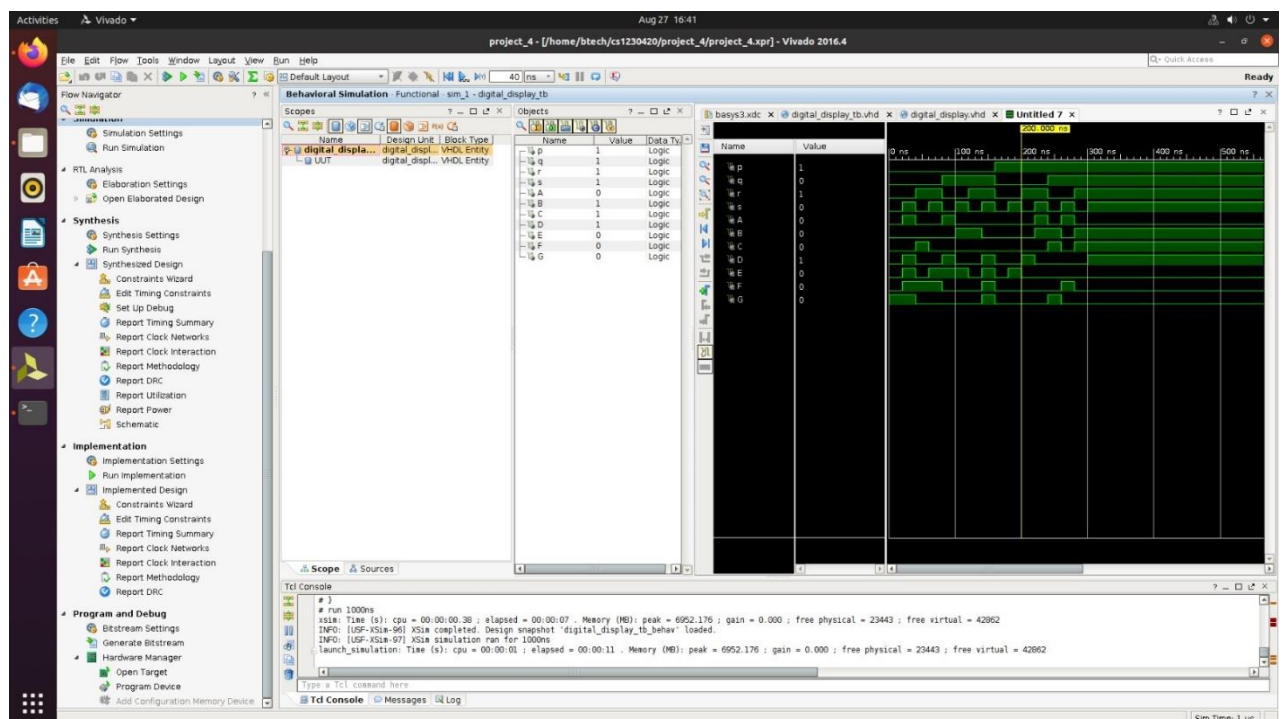 Activities
Vivado
Aug 27 16:41
project_4 - [/home/btech/cs1230420/project_4/project_4.xpr] - Vivado 2016.4
File Edit Flow Tools Window Layout View Run Help
Q- Quick Access
Default Layout
40 ns
Ready
Flow Navigator
Simulation Settings
Run Simulation
RTL Analysis
Elaboration Settings
Open Elaborated Design
Synthesis
Synthesis Settings
Run Synthesis
Synthesized Design
Constraints Wizard
Edit Timing Constraints
Set Up Debug
Report Timing Summary
Report Clock Networks
Report Clock Interaction
Report Methodology
Report DRC
Report Utilization
Report Power
Schematic
Implementation
Implementation Settings
Run Implementation
Implemented Design
Constraints Wizard
Edit Timing Constraints
Report Timing Summary
Report Clock Networks
Report Clock Interaction
Report Methodology
Report DRC
Program and Debug
Bitstream Settings
Generate Bitstream
Hardware Manager
Open Target
Program Device
Add Configuration Memory Device
Behavioral Simulation - Functional - sim_1 - digital_display_tb
Scopes
Name Design Unit Block Type
digital_displa... digital_displ... VHDL Entity
UUT digital_displ... VHDL Entity
Scope Sources
Objects
Name Value Data Ty...
p 1 Logic
q 1 Logic
r 1 Logic
s 1 Logic
A 0 Logic
B 1 Logic
C 1 Logic
D 1 Logic
E 0 Logic
F 0 Logic
G 0 Logic
basys3.xdc digital_display_tb.vhd digital_display.vhd Untitled 7
200.000 ns
Name Value
0 ns 100 ns 200 ns 300 ns 400 ns 500 ns
p 1
q 0
r 1
s 0
A 0
B 0
C 0
D 1
E 0
F 0
G 0
Tcl Console
# }
# run 1000ns
xsim: Time (s): cpu = 00:00:00.38 ; elapsed = 00:00:07 . Memory (MB): peak = 6952.176 ; gain = 0.000 ; free physical = 23443 ; free virtual = 42862
INFO: [USF-XSim-96] XSim completed. Design snapshot 'digital_display_tb_behav' loaded.
INFO: [USF-XSim-97] XSim simulation ran for 1000ns
launch_simulation: Time (s): cpu = 00:00:01 ; elapsed = 00:00:11 . Memory (MB): peak = 6952.176 ; gain = 0.000 ; free physical = 23443 ; free virtual = 42862
Type a Tcl command here
Tcl Console Messages Log
Sim Time: 1 us